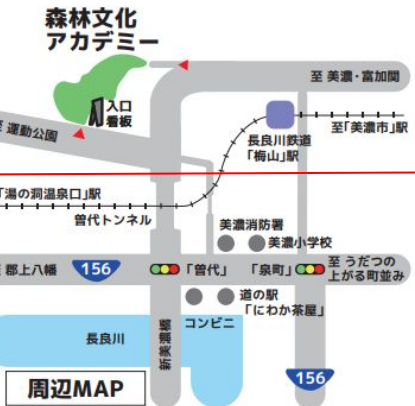 森林文化
アカデミー
至 美濃・富加関
入口
看板
至 運動公園
長良川鉄道
「梅山」駅
至「美濃市」駅
「湯の洞温泉口」駅
曽代トンネル
美濃消防署
美濃小学校
至 郡上八幡
156
「曽代」
「泉町」
至 うだつの
上がる町並み
道の駅
「にわか茶屋」
コンビニ
長良川
新美濃橋
周辺MAP
156